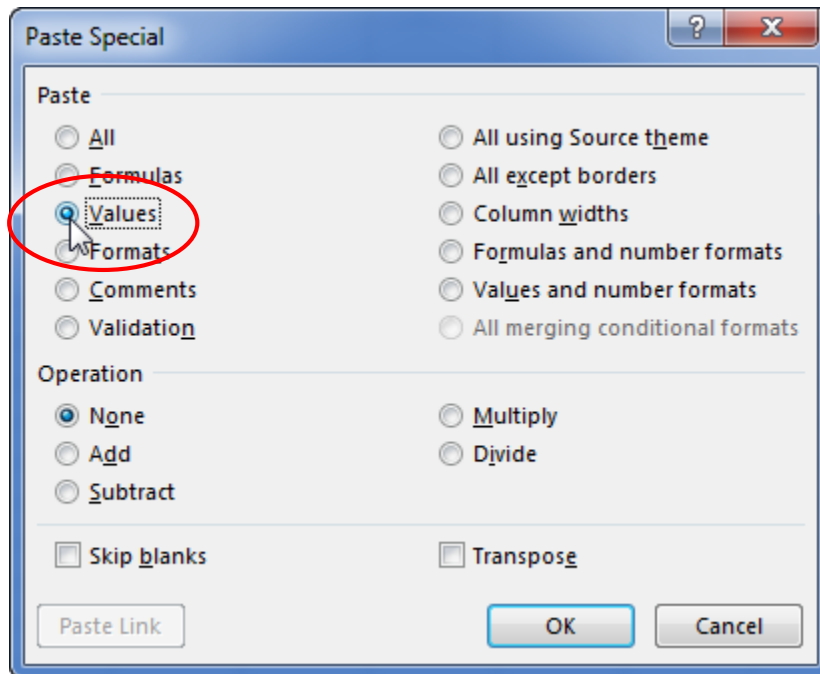 Paste Special
?
X
Paste
All
All using Source theme
Formulas
All except borders
Values
Column widths
Formats
Formulas and number formats
Comments
Values and number formats
Validation
All merging conditional formats
Operation
None
Multiply
Add
Divide
Subtract
Skip blanks
Transpose
Paste Link
OK
Cancel